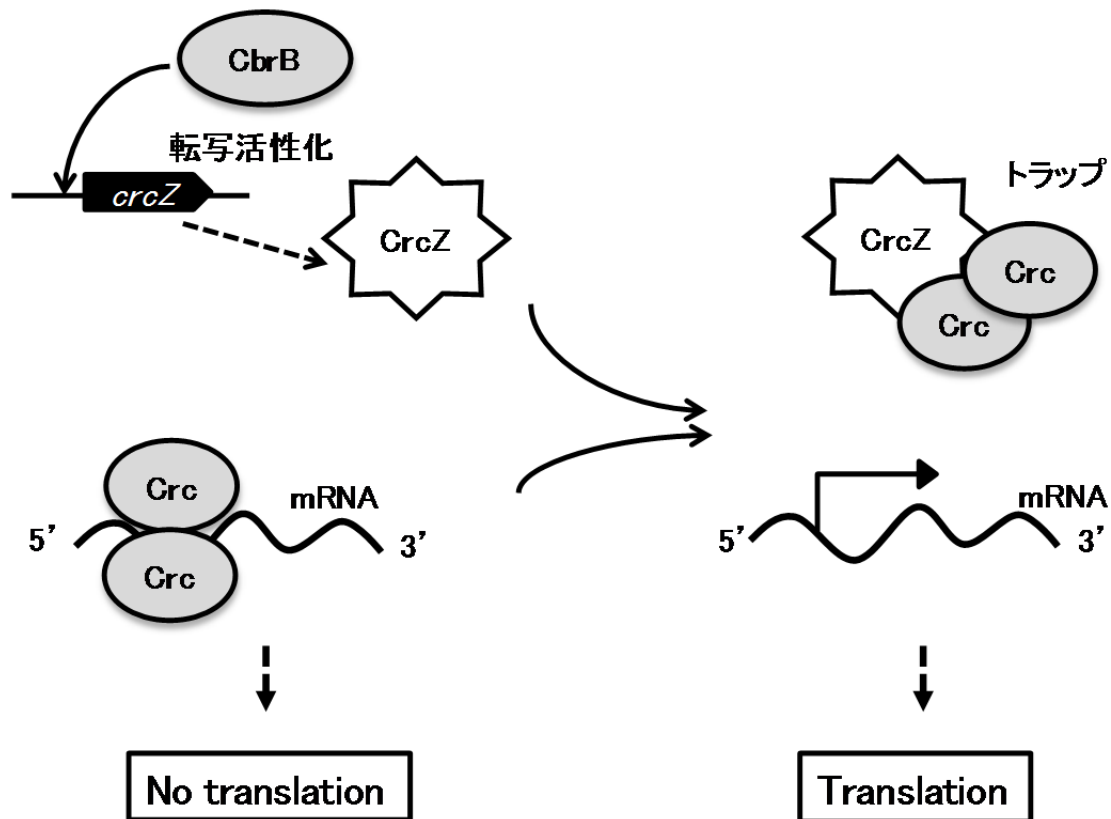 CbrB
転写活性化
crcZ
CrcZ
トラップ
CrcZ
Crc
Crc
Crc
mRNA
5’
3’
Crc
mRNA
5’
3’
No translation
Translation